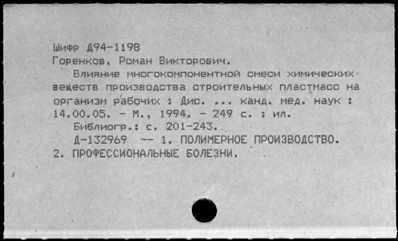 Шифр Д94-1198
Горенков, Роман Викторович.
Влияние многокомпонентной смеси химических
веществ производства строительных пластмасс на
организм рабочих : Дис. ... канд. мед. наук :
14.00.05. - М., 1994. - 249 с. : ил.
Библиогр.: с. 201-243.
Д-132969 -- 1. ПОЛИМЕРНОЕ ПРОИЗВОДСТВО.
2. ПРОФЕССИОНАЛЬНЫЕ БОЛЕЗНИ.